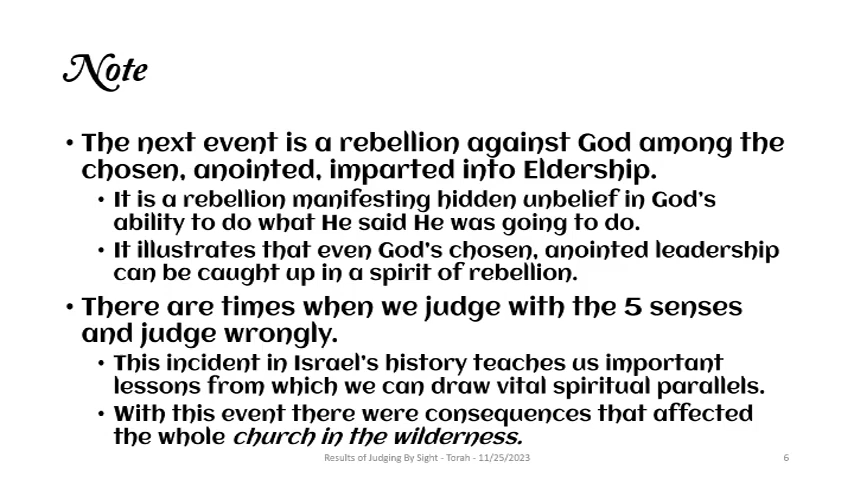 Note
• The next event is a rebellion against God among the
chosen, anointed, imparted into Eldership.
• It is a rebellion manifesting hidden unbelief in God's
ability to do what He said He was going to do.
• It illustrates that even God's chosen, anointed leadership
can be caught up in a spirit of rebellion.
• There are times when we judge with the 5 senses
and judge wrongly.
• This incident in Israel's history teaches us important
lessons from which we can draw vital spiritual parallels.
• With this event there were consequences that affected
the whole church in the wilderness.
Results of Judging By Sight - Torah - 11/25/2023
6